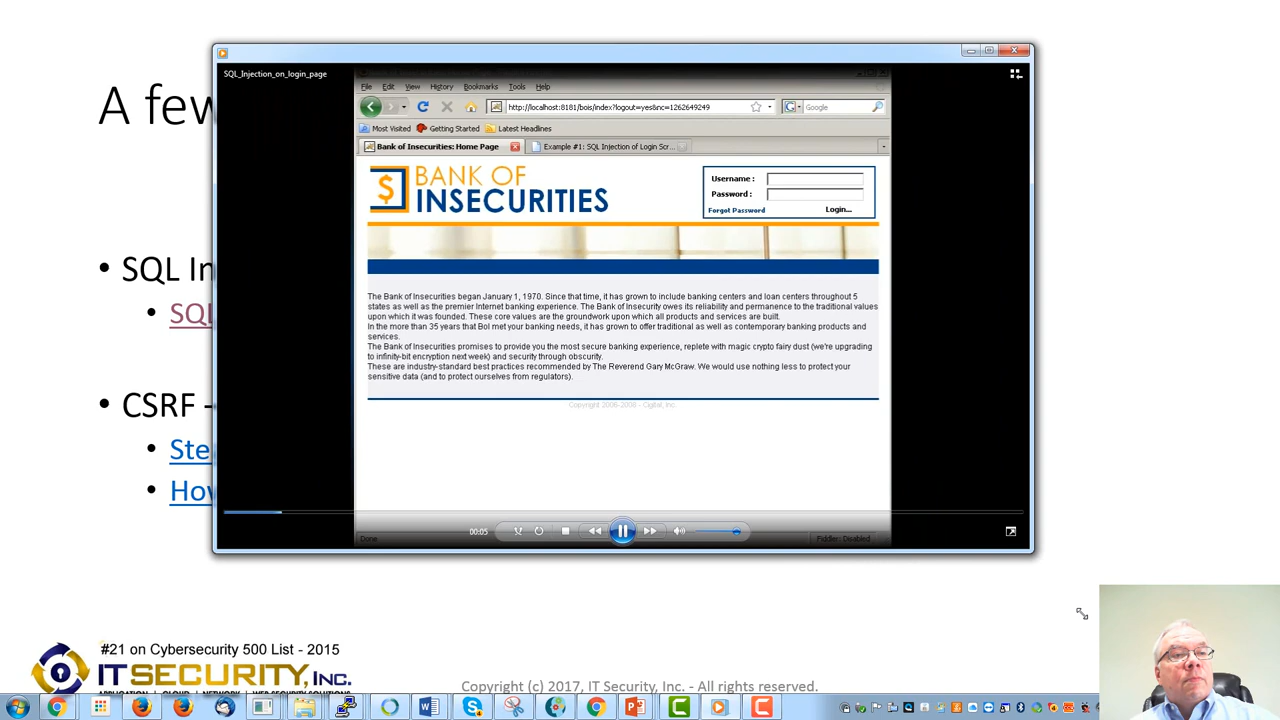 A few
• SQL In
• SQL
• CSRF -
• Ste
• How
SQL_Injection_on_login_page
File Edit View History Bookmarks Tools Help
http://localhost:8181/bois/index?logout=yes&nc=1262649249
Google
Most Visited Getting Started Latest Headlines
Bank of Insecurities: Home Page
Example #1: SQL Injection of Login Scr...
$ BANK OF
INSECURITIES
Username :
Password :
Forgot Password Login...
The Bank of Insecurities began January 1, 1970. Since that time, it has grown to include banking centers and loan centers throughout 5
states as well as the premier Internet banking experience. The Bank of Insecurity owes its reliability and permanence to the traditional values
upon which it was founded. These core values are the groundwork upon which all products and services are built.
In the more than 35 years that BoI met your banking needs, it has grown to offer traditional as well as contemporary banking products and
services.
The Bank of Insecurities promises to provide you the most secure banking experience, replete with magic crypto fairy dust (we're upgrading
to infinity-bit encryption next week) and security through obscurity.
These are industry-standard best practices recommended by The Reverend Gary McGraw. We would use nothing less to protect your
sensitive data (and to protect ourselves from regulators).
Copyright 2006-2008 - Cigital, Inc.
00:05
Done
Fiddler: Disabled
#21 on Cybersecurity 500 List - 2015
IT SECURITY, INC.
Copyright (c) 2017, IT Security, Inc. - All rights reserved.